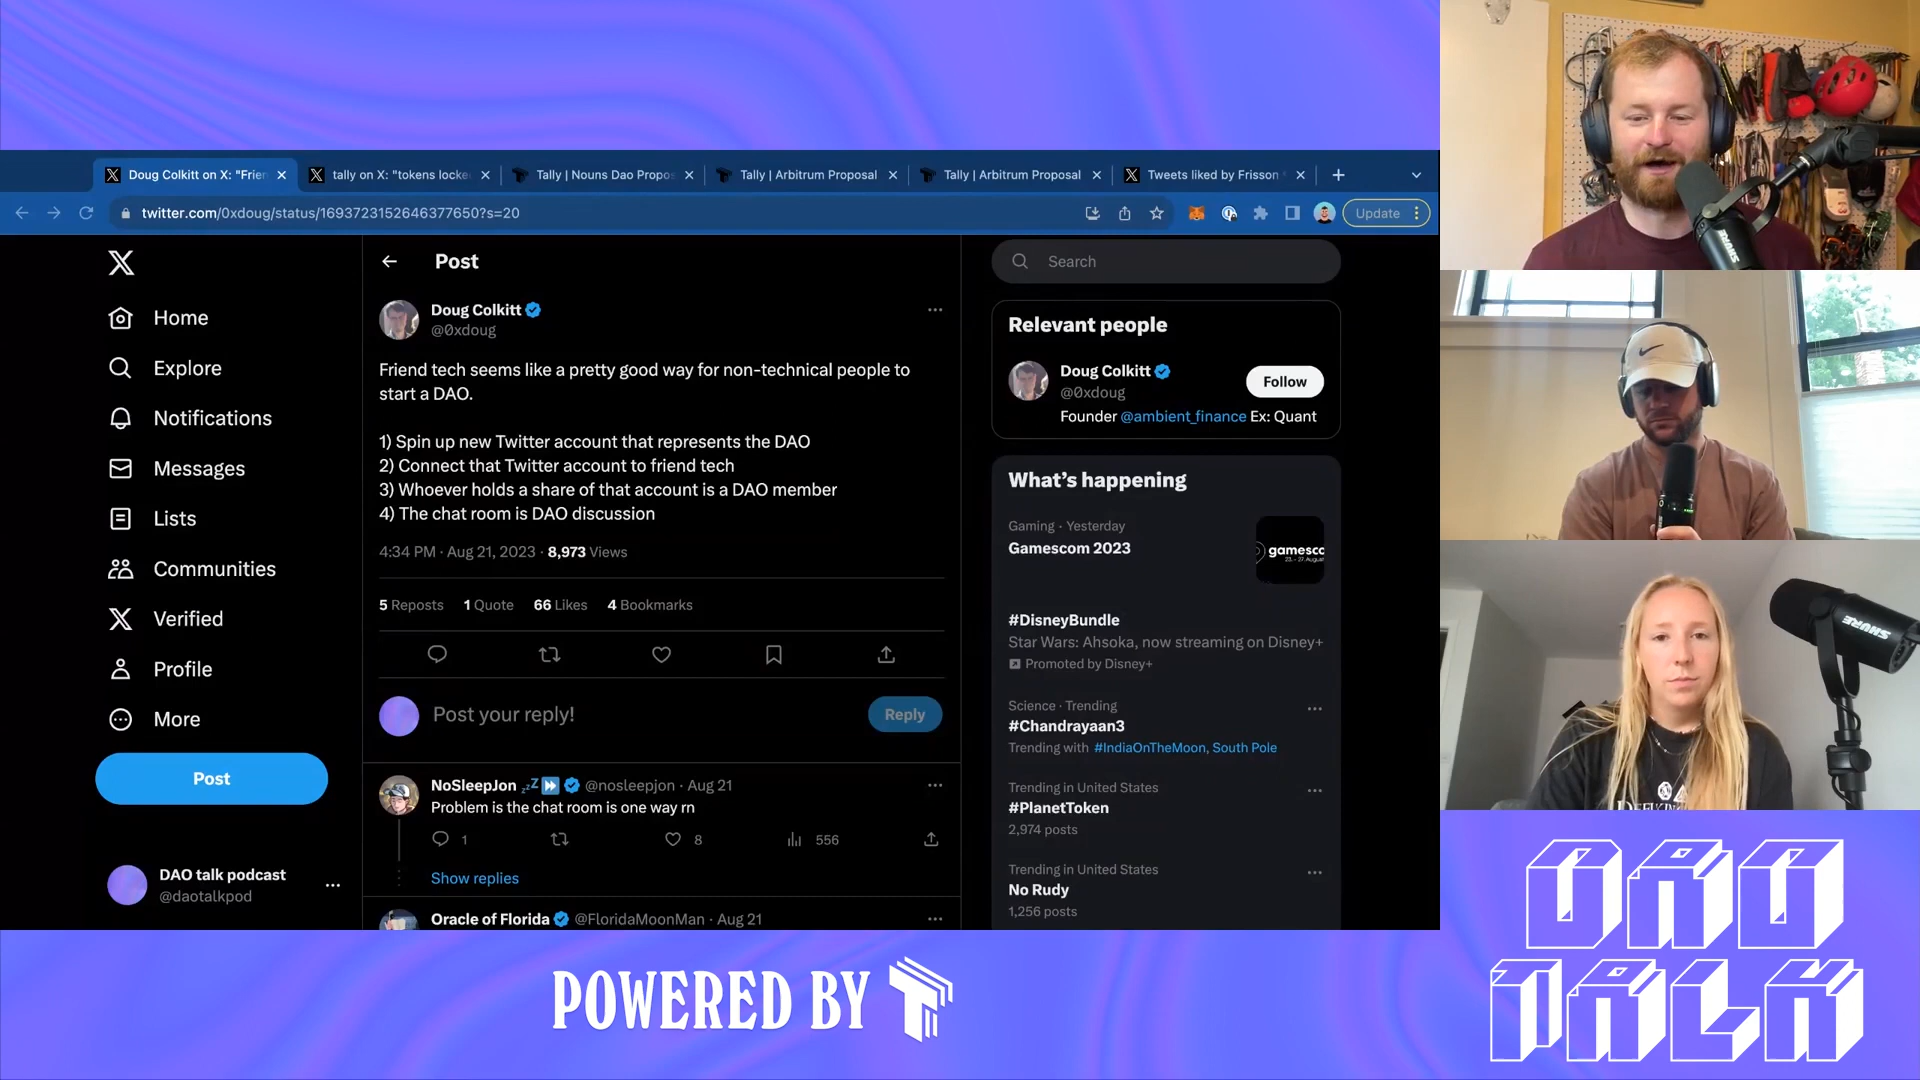 Doug Colkitt on X: "Frien
tally on X: "tokens locke
Tally | Nouns Dao Propos
Tally | Arbitrum Proposal
Tally | Arbitrum Proposal
Tweets liked by Frisson
twitter.com/0xdoug/status/1693723152646377650?s=20
Update
Home
Explore
Notifications
Messages
Lists
Communities
Verified
Profile
More
Post
DAO talk podcast
@daotalkpod
Post
Doug Colkitt
@0xdoug
Friend tech seems like a pretty good way for non-technical people to
start a DAO.
1) Spin up new Twitter account that represents the DAO
2) Connect that Twitter account to friend tech
3) Whoever holds a share of that account is a DAO member
4) The chat room is DAO discussion
4:34 PM · Aug 21, 2023 · 8,973 Views
5 Reposts 1 Quote 66 Likes 4 Bookmarks
Post your reply!
Reply
NoSleepJon @nosleepjon · Aug 21
Problem is the chat room is one way rn
1 8 556
Show replies
Oracle of Florida @FloridaMoonMan · Aug 21
Search
Relevant people
Doug Colkitt
@0xdoug
Follow
Founder @ambient_finance Ex: Quant
What's happening
Gaming · Yesterday
Gamescom 2023
gamesco
#DisneyBundle
Star Wars: Ahsoka, now streaming on Disney+
Promoted by Disney+
Science · Trending
#Chandrayaan3
Trending with #IndiaOnTheMoon, South Pole
Trending in United States
#PlanetToken
2,974 posts
Trending in United States
No Rudy
1,256 posts
SHURE
SHURE
POWERED BY
DAO
TALK